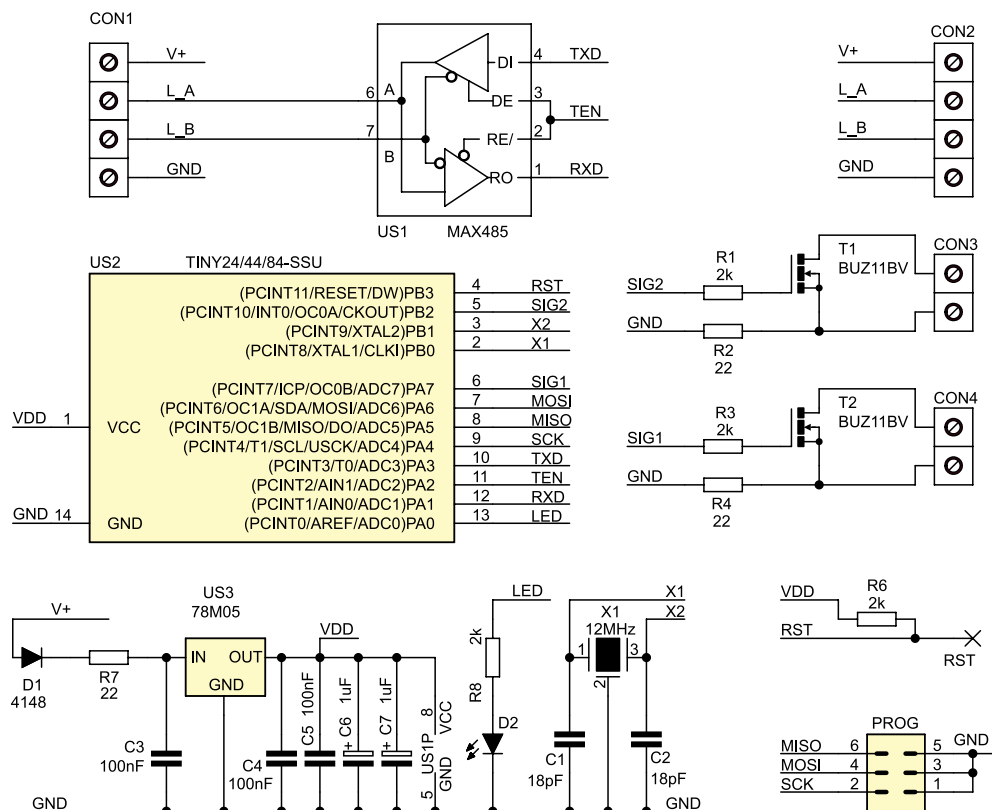 CON1
V+
L_A
L_B
GND
6 A
7 B
DI 4 TXD
DE 3
TEN
RE/ 2
RO 1 RXD
US1 MAX485
CON2
V+
L_A
L_B
GND
US2 TINY24/44/84-SSU
(PCINT11/RESET/DW)PB3 4 RST
(PCINT10/INT0/OC0A/CKOUT)PB2 5 SIG2
(PCINT9/XTAL2)PB1 3 X2
(PCINT8/XTAL1/CLKI)PB0 2 X1
(PCINT7/ICP/OC0B/ADC7)PA7 6 SIG1
(PCINT6/OC1A/SDA/MOSI/ADC6)PA6 7 MOSI
(PCINT5/OC1B/MISO/DO/ADC5)PA5 8 MISO
(PCINT4/T1/SCL/USCK/ADC4)PA4 9 SCK
(PCINT3/T0/ADC3)PA3 10 TXD
(PCINT2/AIN1/ADC2)PA2 11 TEN
(PCINT1/AIN0/ADC1)PA1 12 RXD
(PCINT0/AREF/ADC0)PA0 13 LED
VDD 1 VCC
GND 14 GND
SIG2
R1
2k
T1
BUZ11BV
CON3
GND
R2
22
SIG1
R3
2k
T2
BUZ11BV
CON4
GND
R4
22
V+
D1
4148
R7
22
US3
78M05
IN OUT
GND
VDD
C3
100nF
C4
100nF
C5 100nF
+ C6 1uF
+ C7 1uF
5 US1P 8
GND VCC
GND
LED
R8 2k
D2
X1
X2
X1
12MHz
1
3
2
C1
18pF
C2
18pF
GND
VDD
R6
2k
RST
RST
PROG
MISO 6 5 GND
MOSI 4 3
SCK 2 1